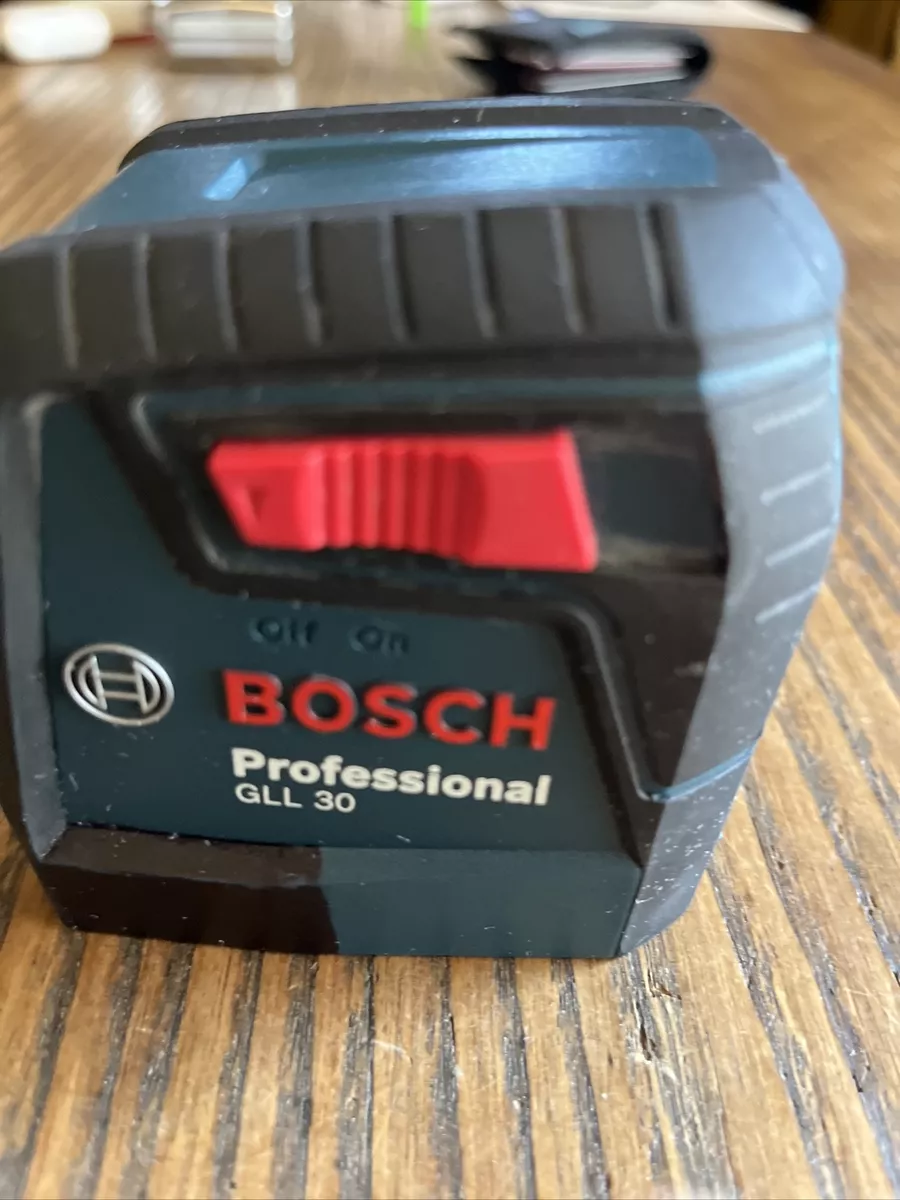 Off On
BOSCH
Professional
GLL 30